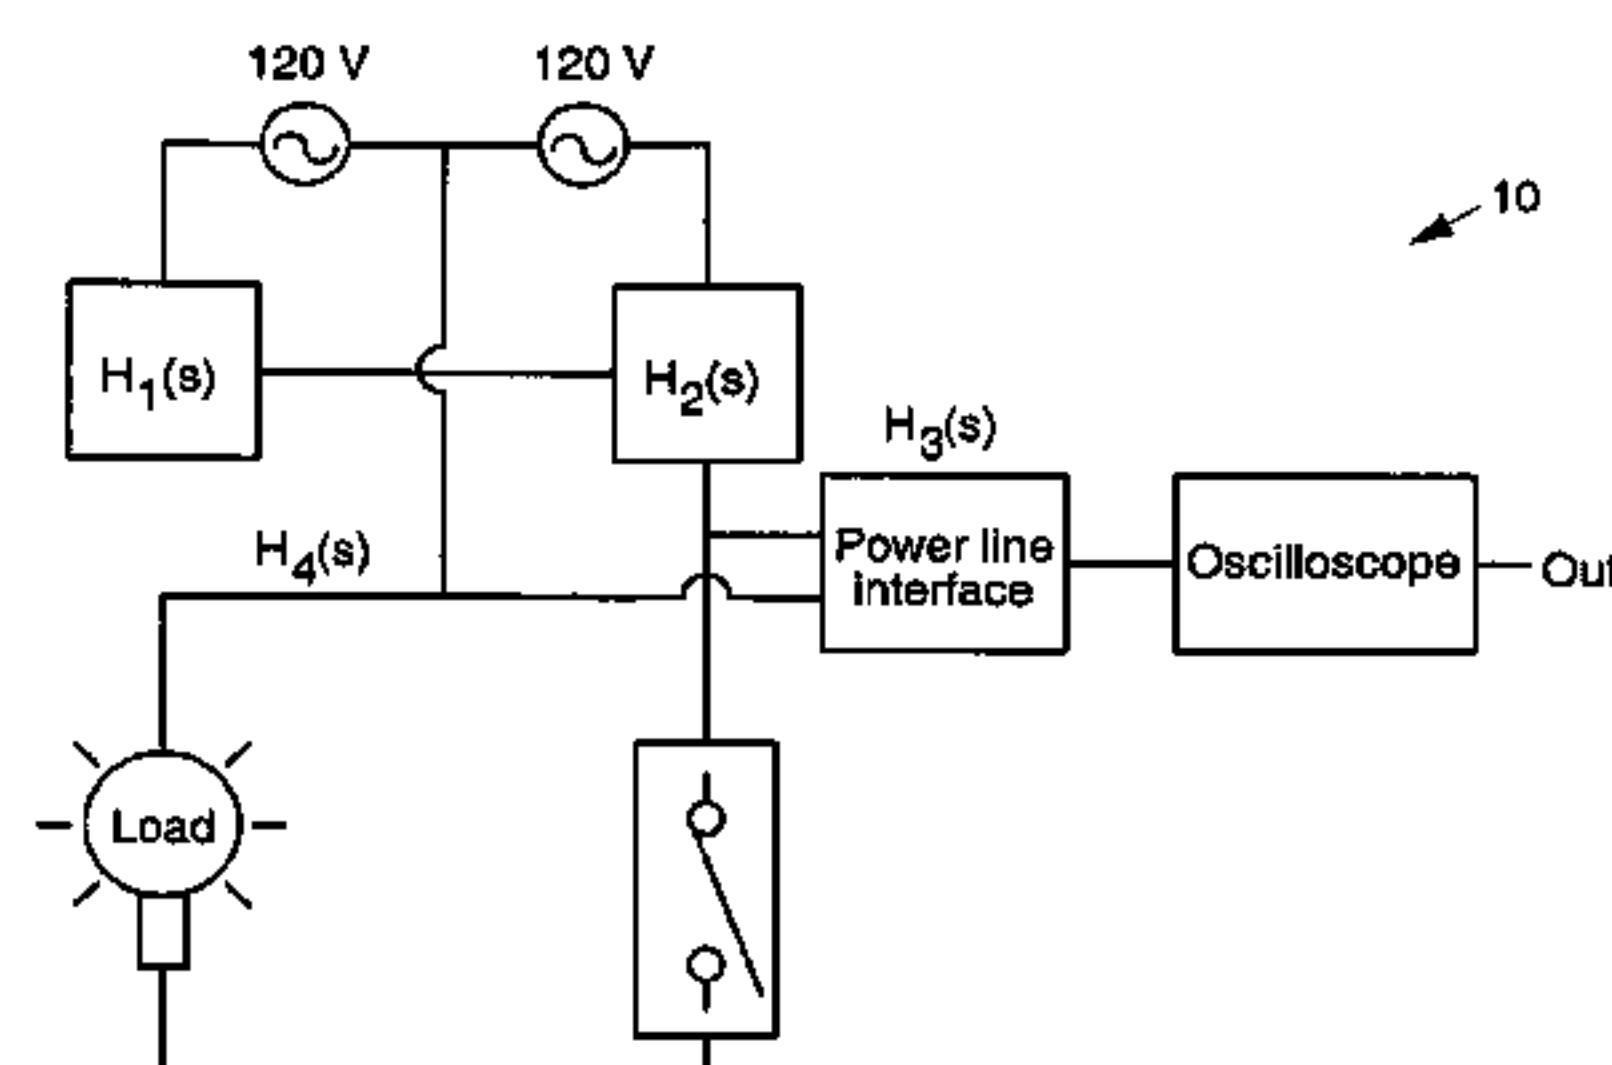 120 V
120 V
10
H1(s)
H2(s)
H3(s)
H4(s)
Power line
interface
Oscilloscope
Load